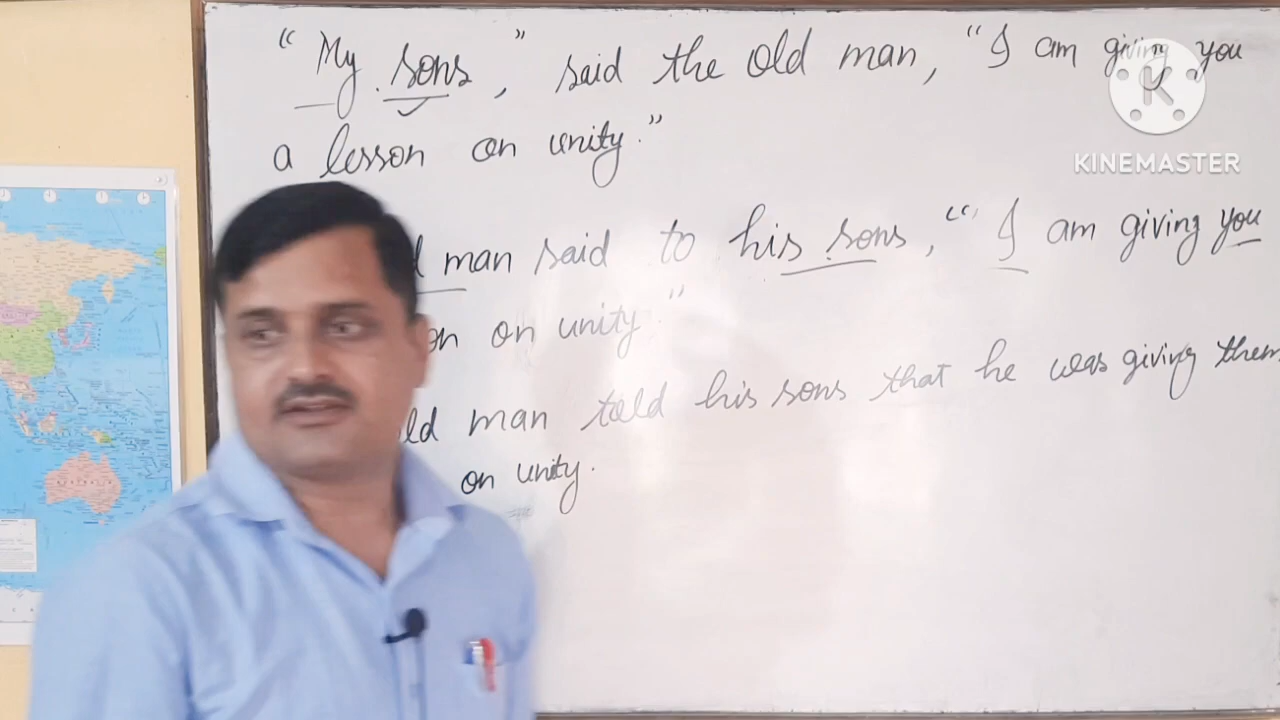 “ My sons, ” said the old man, “ I am giving you
a lesson on unity. ”
man said to his sons, “ I am giving you
on unity ”
man told his sons that he was giving them
on unity.
KINEMASTER
AUSTRALIA